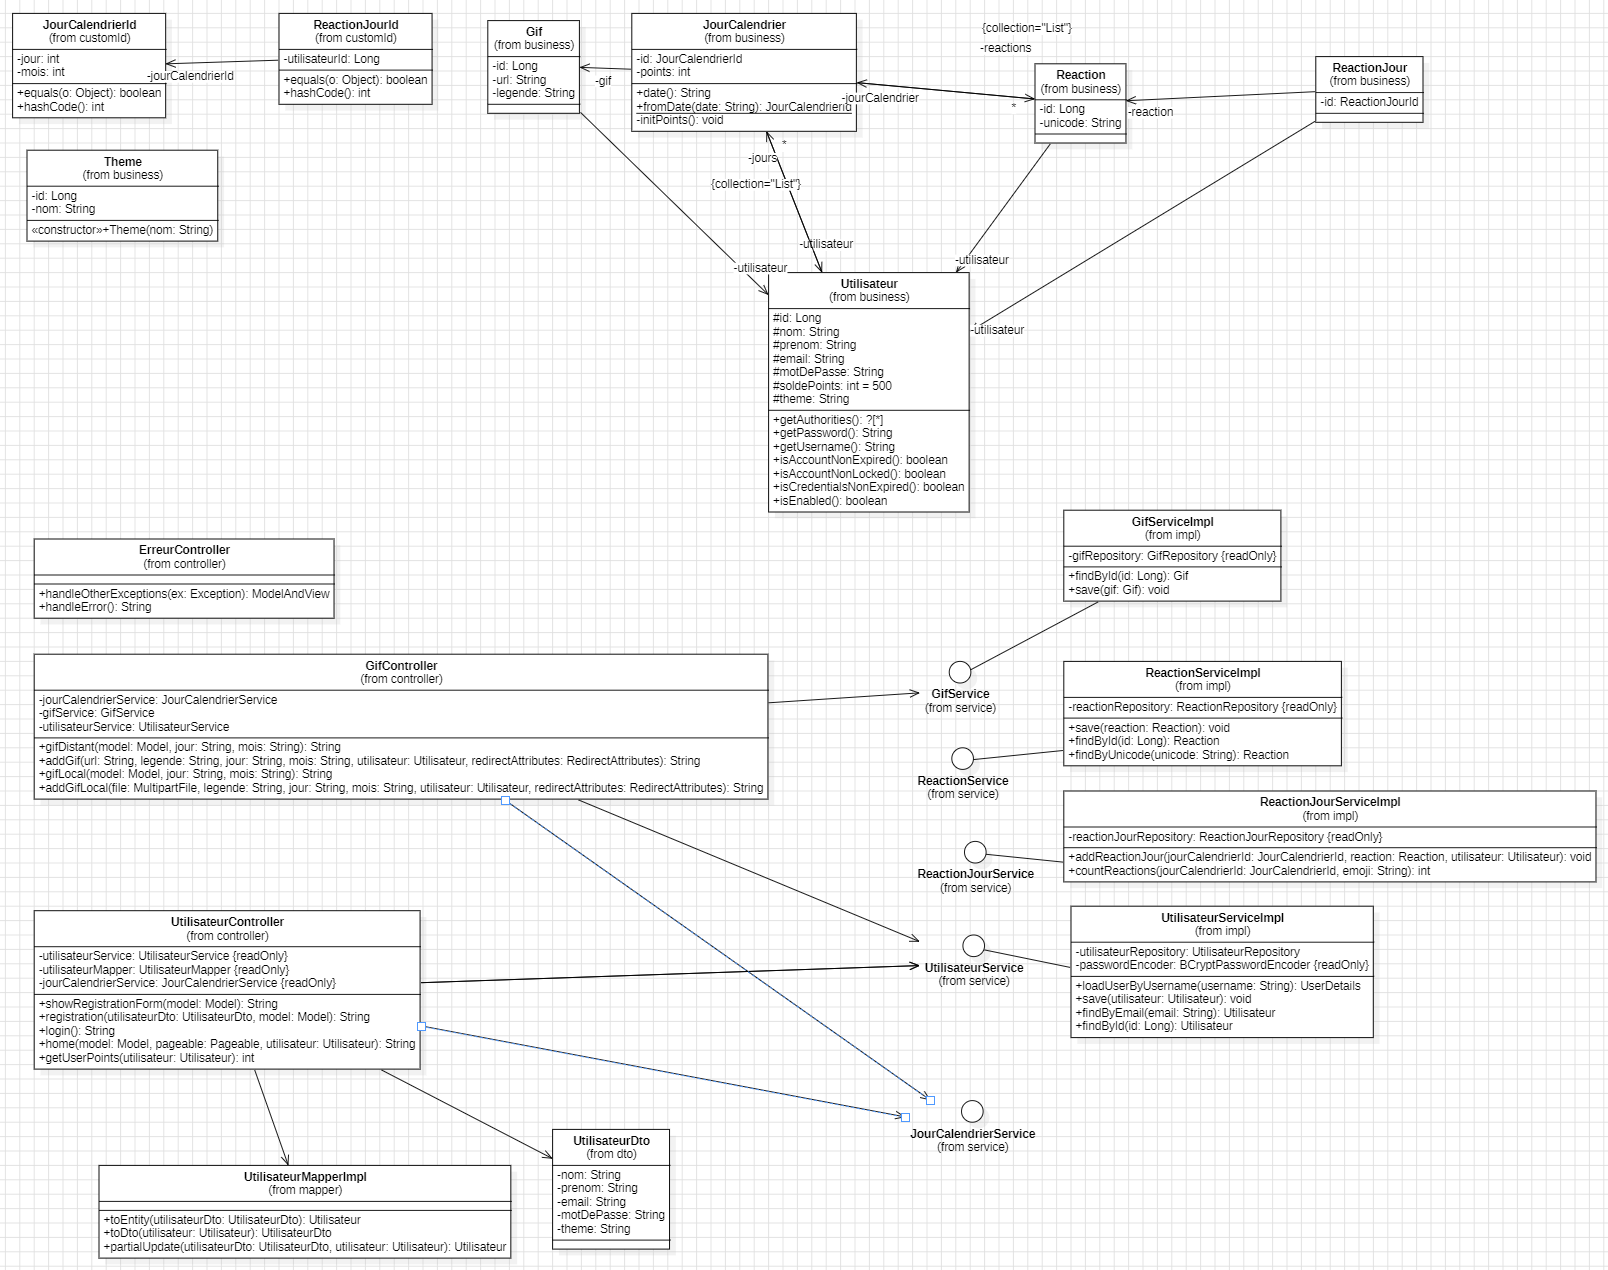 JourCalendrierId
(from customId)
-jour: int
-mois: int
+equals(o: Object): boolean
+hashCode(): int
-jourCalendrierId
ReactionJourId
(from customId)
-utilisateurId: Long
+equals(o: Object): boolean
+hashCode(): int
Gif
(from business)
-id: Long
-url: String
-legende: String
-gif
JourCalendrier
(from business)
-id: JourCalendrierId
-points: int
+date(): String
+fromDate(date: String): JourCalendrierId
-initPoints(): void
-jourCalendrier
{collection="List"}
-reactions
*
Reaction
(from business)
-id: Long
-unicode: String
-reaction
ReactionJour
(from business)
-id: ReactionJourId
Theme
(from business)
-id: Long
-nom: String
«constructor»+Theme(nom: String)
*
-jours
{collection="List"}
-utilisateur
-utilisateur
-utilisateur
-utilisateur
Utilisateur
(from business)
#id: Long
#nom: String
#prenom: String
#email: String
#motDePasse: String
#soldePoints: int = 500
#theme: String
+getAuthorities(): ?[*]
+getPassword(): String
+getUsername(): String
+isAccountNonExpired(): boolean
+isAccountNonLocked(): boolean
+isCredentialsNonExpired(): boolean
+isEnabled(): boolean
GifServiceImpl
(from impl)
-gifRepository: GifRepository {readOnly}
+findById(id: Long): Gif
+save(gif: Gif): void
ErreurController
(from controller)
+handleOtherExceptions(ex: Exception): ModelAndView
+handleError(): String
GifController
(from controller)
-jourCalendrierService: JourCalendrierService
-gifService: GifService
-utilisateurService: UtilisateurService
+gifDistant(model: Model, jour: String, mois: String): String
+addGif(url: String, legende: String, jour: String, mois: String, utilisateur: Utilisateur, redirectAttributes: RedirectAttributes): String
+gifLocal(model: Model, jour: String, mois: String): String
+addGifLocal(file: MultipartFile, legende: String, jour: String, mois: String, utilisateur: Utilisateur, redirectAttributes: RedirectAttributes): String
GifService
(from service)
ReactionService
(from service)
ReactionServiceImpl
(from impl)
-reactionRepository: ReactionRepository {readOnly}
+save(reaction: Reaction): void
+findById(id: Long): Reaction
+findByUnicode(unicode: String): Reaction
ReactionJourService
(from service)
ReactionJourServiceImpl
(from impl)
-reactionJourRepository: ReactionJourRepository {readOnly}
+addReactionJour(jourCalendrierId: JourCalendrierId, reaction: Reaction, utilisateur: Utilisateur): void
+countReactions(jourCalendrierId: JourCalendrierId, emoji: String): int
UtilisateurController
(from controller)
-utilisateurService: UtilisateurService {readOnly}
-utilisateurMapper: UtilisateurMapper {readOnly}
-jourCalendrierService: JourCalendrierService {readOnly}
+showRegistrationForm(model: Model): String
+registration(utilisateurDto: UtilisateurDto, model: Model): String
+login(): String
+home(model: Model, pageable: Pageable, utilisateur: Utilisateur): String
+getUserPoints(utilisateur: Utilisateur): int
UtilisateurService
(from service)
UtilisateurServiceImpl
(from impl)
-utilisateurRepository: UtilisateurRepository
-passwordEncoder: BCryptPasswordEncoder {readOnly}
+loadUserByUsername(username: String): UserDetails
+save(utilisateur: Utilisateur): void
+findByEmail(email: String): Utilisateur
+findById(id: Long): Utilisateur
JourCalendrierService
(from service)
UtilisateurMapperImpl
(from mapper)
+toEntity(utilisateurDto: UtilisateurDto): Utilisateur
+toDto(utilisateur: Utilisateur): UtilisateurDto
+partialUpdate(utilisateurDto: UtilisateurDto, utilisateur: Utilisateur): Utilisateur
UtilisateurDto
(from dto)
-nom: String
-prenom: String
-email: String
-motDePasse: String
-theme: String